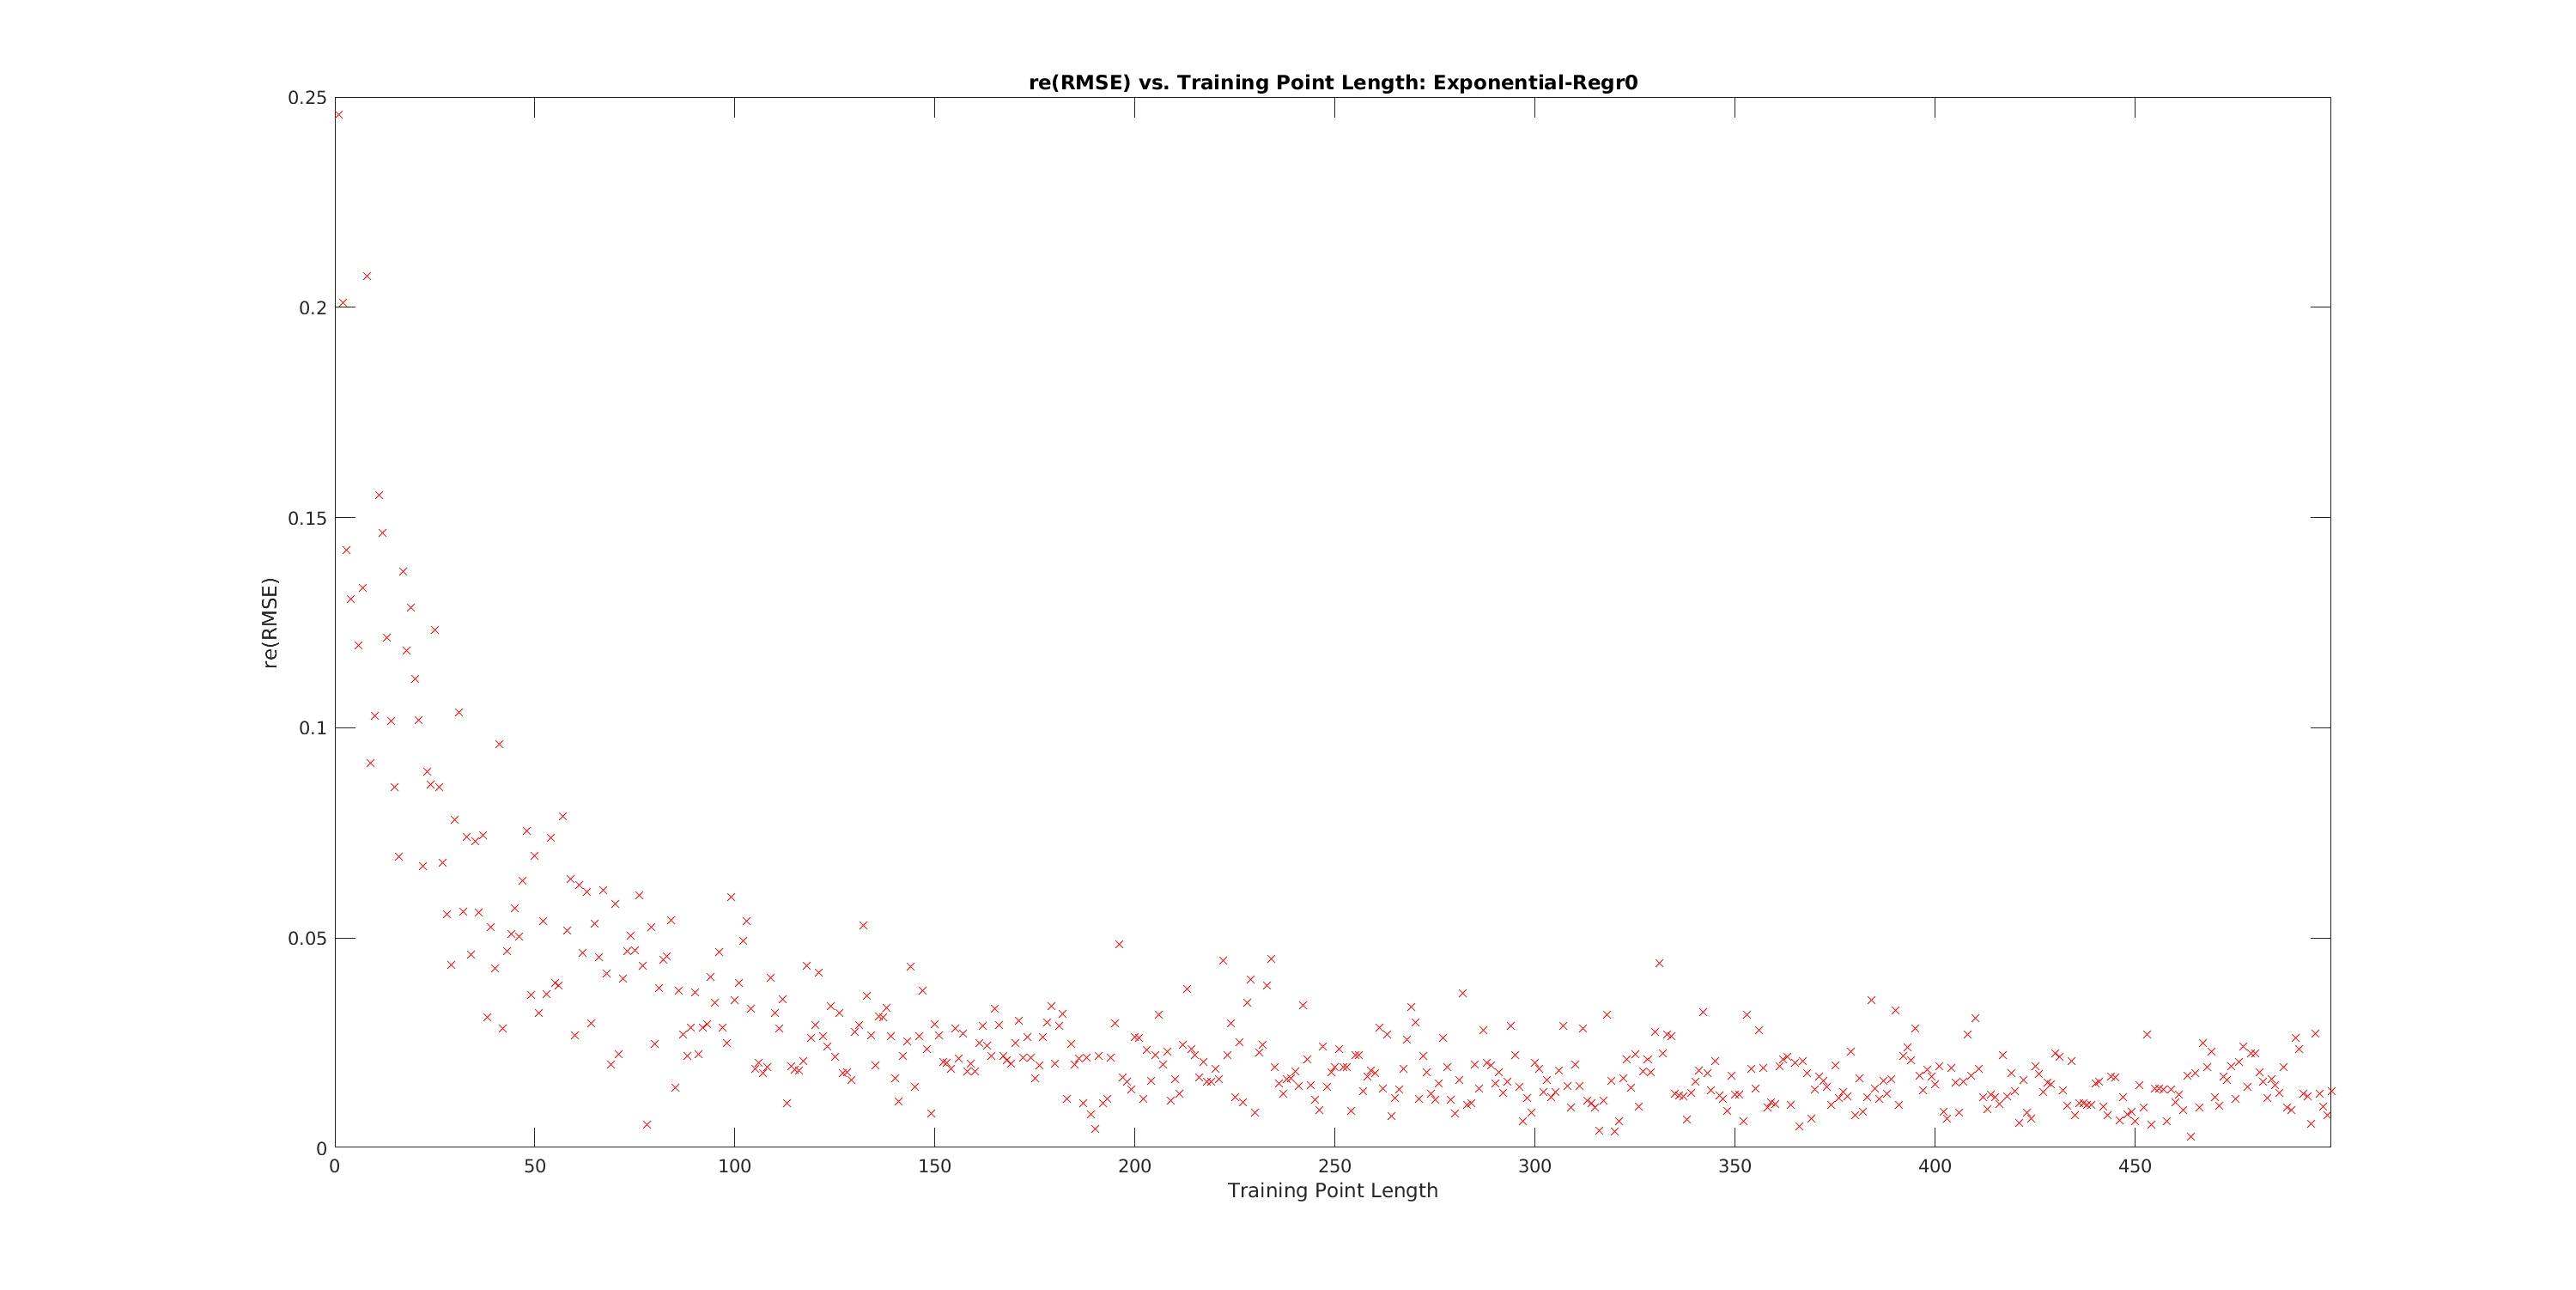 re(RMSE) vs. Training Point Length: Exponential-Regr0
0.25
0.2
0.15
0.1
0.05
0
re(RMSE)
0 50 100 150 200 250 300 350 400 450
Training Point Length